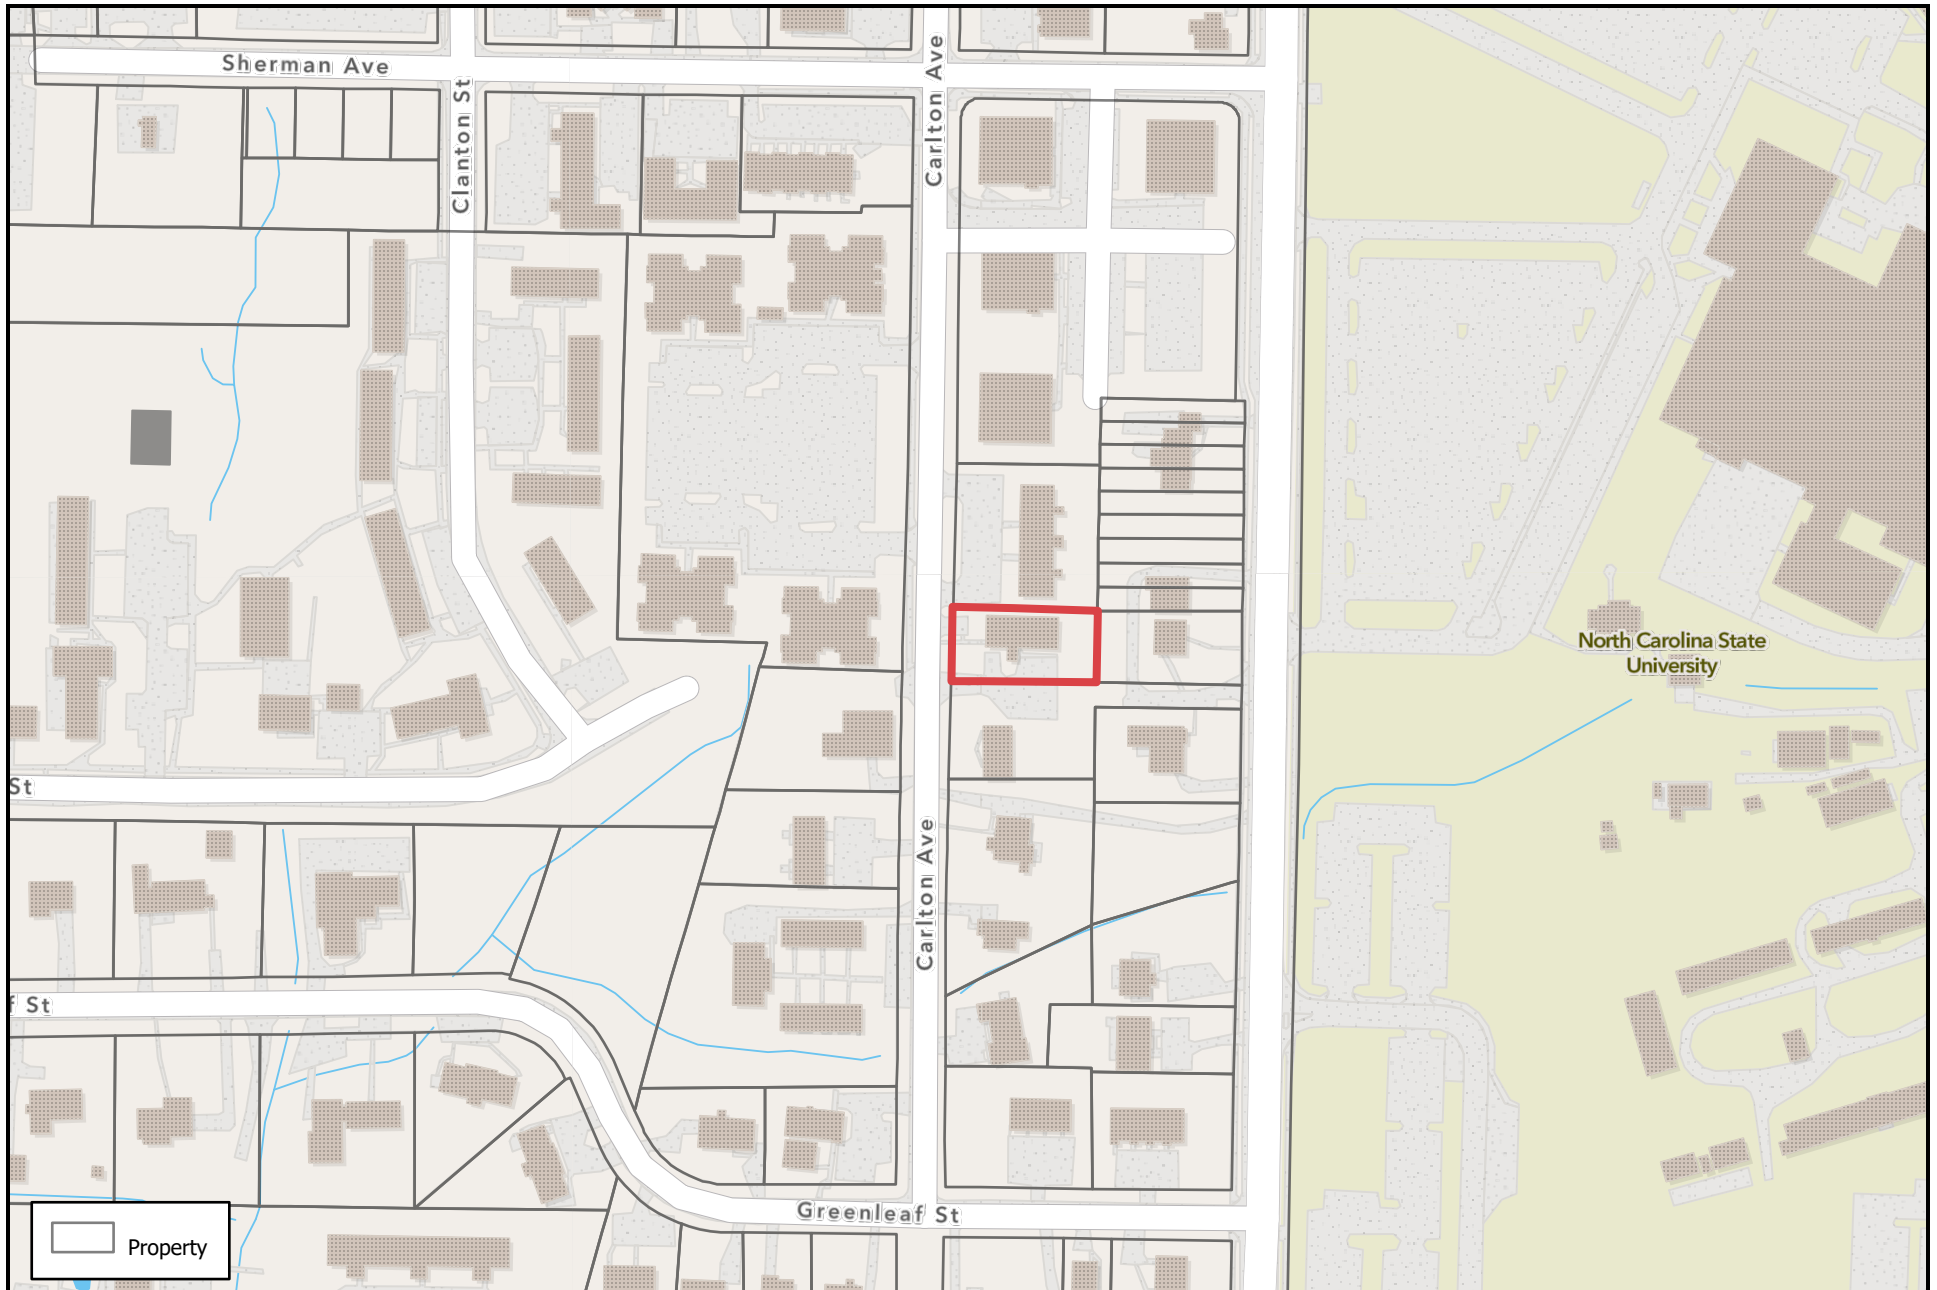 Sherman Ave
Clanton St
Carlton Ave
North Carolina State
University
St
f St
Carlton Ave
Greenleaf St
Property